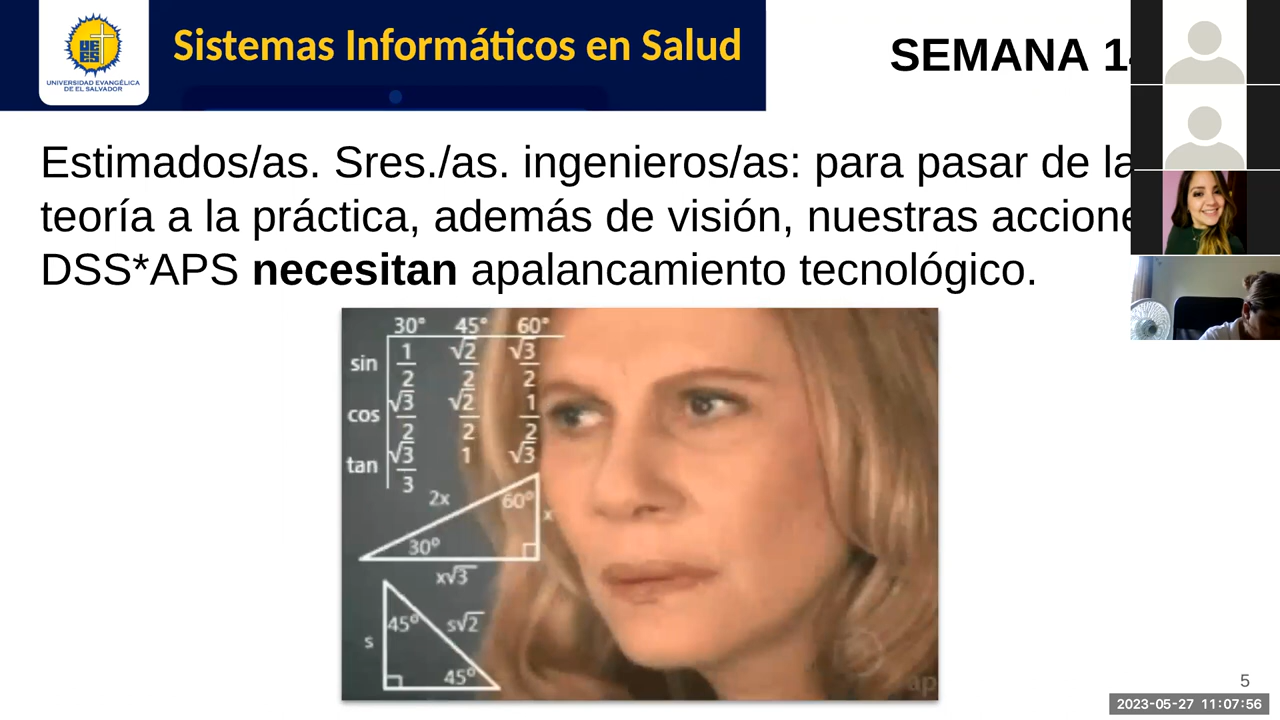 Sistemas Informáticos en Salud
UNIVERSIDAD EVANGÉLICA
DE EL SALVADOR
SEMANA
Estimados/as. Sres./as. ingenieros/as: para pasar de la
teoría a la práctica, además de visión, nuestras
DSS*APS necesitan apalancamiento tecnológico.
30° 45° 60°
sin 1/2 √2/2 √3/2
cos √3/2 √2/2 1/2
tan √3/3 1 √3
2x 60° x
30°
x√3
45° s√2
s
45°
5
2023-05-27 11:07:56